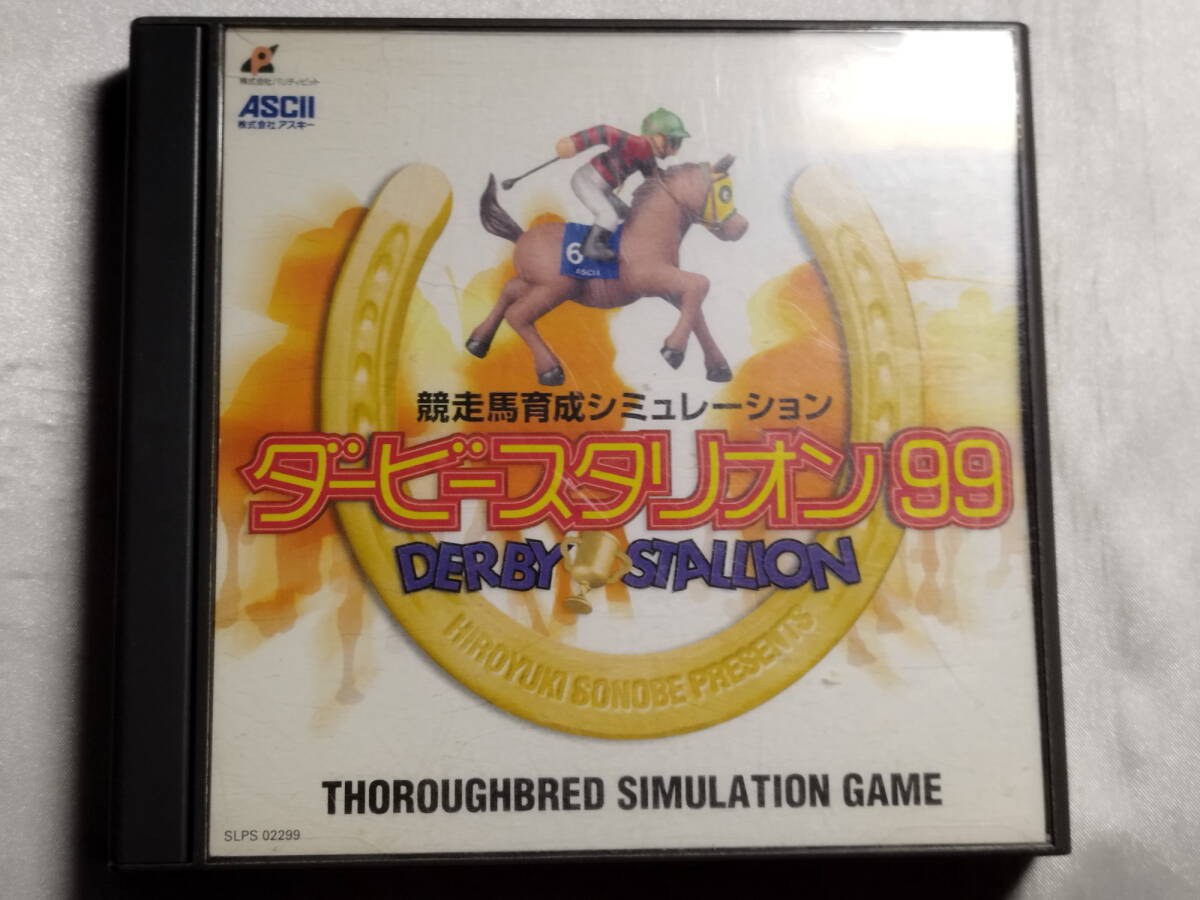 株式会社パリティビット
ASCII
株式会社アスキー
6
ASCII
競走馬育成シミュレーション
ダービースタリオン99
DERBY STALLION
HIROYUKI SONOBE PRESENTS
THOROUGHBRED SIMULATION GAME
SLPS 02299